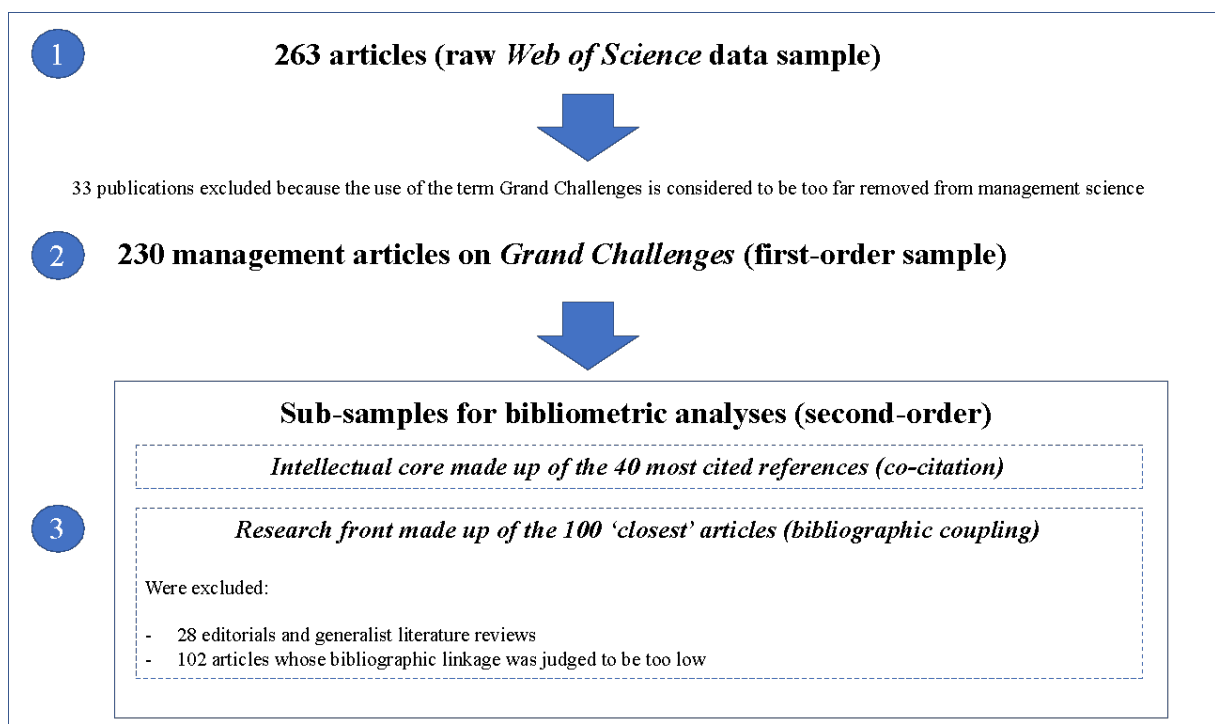 1
263 articles (raw Web of Science data sample)
33 publications excluded because the use of the term Grand Challenges is considered to be too far removed from management science
2
230 management articles on Grand Challenges (first-order sample)
Sub-samples for bibliometric analyses (second-order)
Intellectual core made up of the 40 most cited references (co-citation)
3
Research front made up of the 100 ‘closest’ articles (bibliographic coupling)
Were excluded:
- 28 editorials and generalist literature reviews
- 102 articles whose bibliographic linkage was judged to be too low